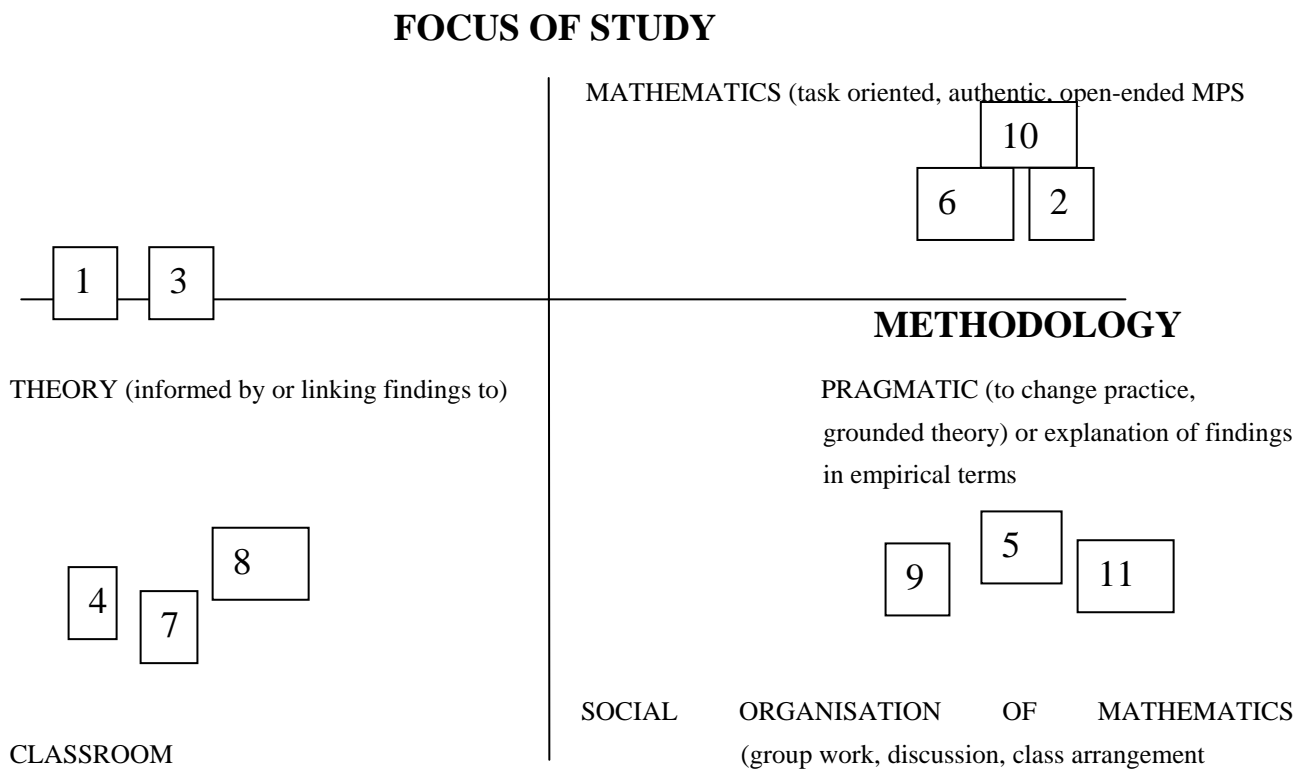 FOCUS OF STUDY
MATHEMATICS (task oriented, authentic, open-ended MPS
10
6 2
1 3
METHODOLOGY
THEORY (informed by or linking findings to) PRAGMATIC (to change practice,
grounded theory) or explanation of findings
in empirical terms
8 5
4 9 11
7
SOCIAL ORGANISATION OF MATHEMATICS
CLASSROOM (group work, discussion, class arrangement